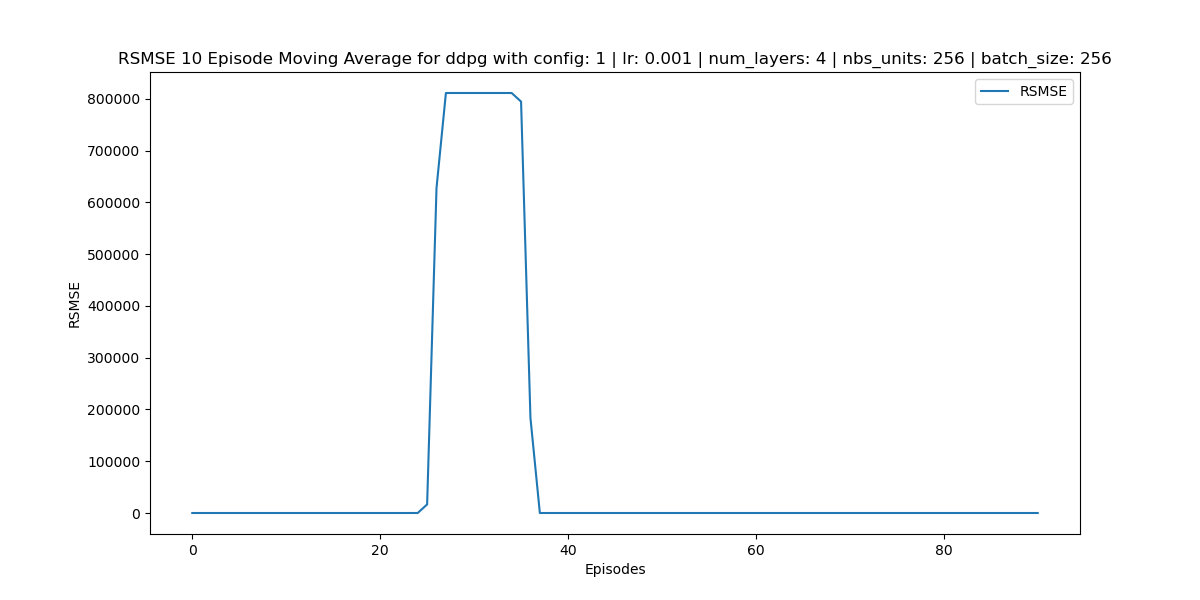 RSMSE 10 Episode Moving Average for ddpg with config: 1 | lr: 0.001 | num_layers: 4 | nbs_units: 256 | batch_size: 256
RSMSE
800000
700000
600000
500000
400000
300000
200000
100000
0
RSMSE
0 20 40 60 80
Episodes